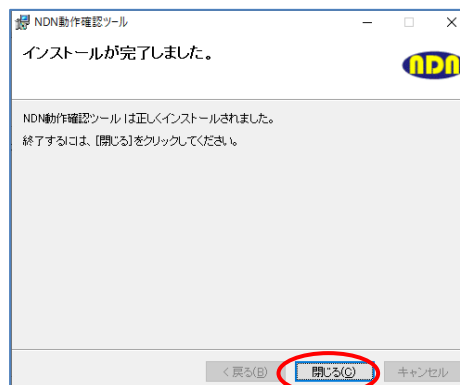 NDN動作確認ツール
インストールが完了しました。
NDN
NDN動作確認ツール は正しくインストールされました。
終了するには、[閉じる]をクリックしてください。
< 戻る(B)
閉じる(C)
キャンセル